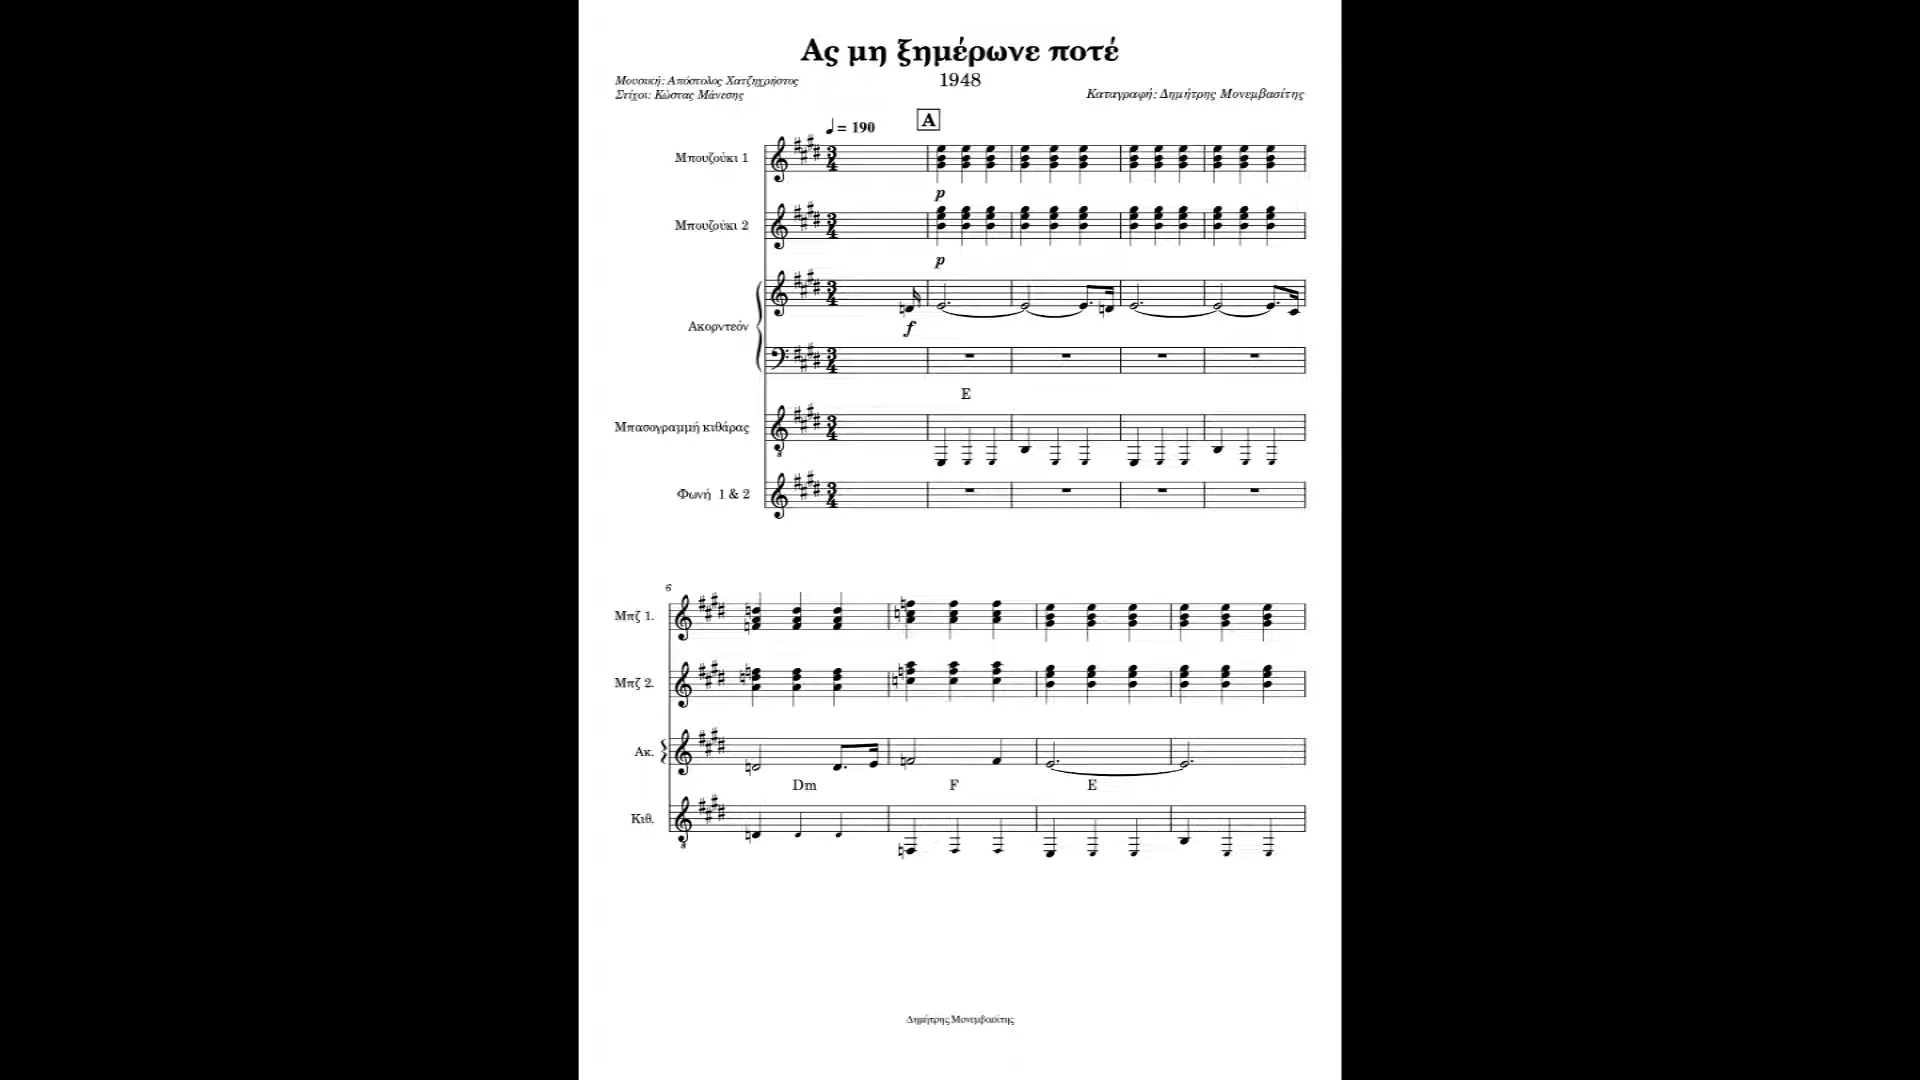 Ας μη ξημέρωνε ποτέ
1948
Μουσική: Απόστολος Χατζηχρήστος
Στίχοι: Κώστας Μάνεσης
Καταγραφή: Δημήτρης Μονεμβασίτης
♩ = 190
A
Μπουζούκι 1
p
Μπουζούκι 2
p
Ακορντεόν
f
E
Μπασογραμμή κιθάρας
Φωνή 1 & 2
6
Μπζ 1.
Μπζ 2.
Ακ.
Dm F E
Κιθ.
Δημήτρης Μονεμβασίτης